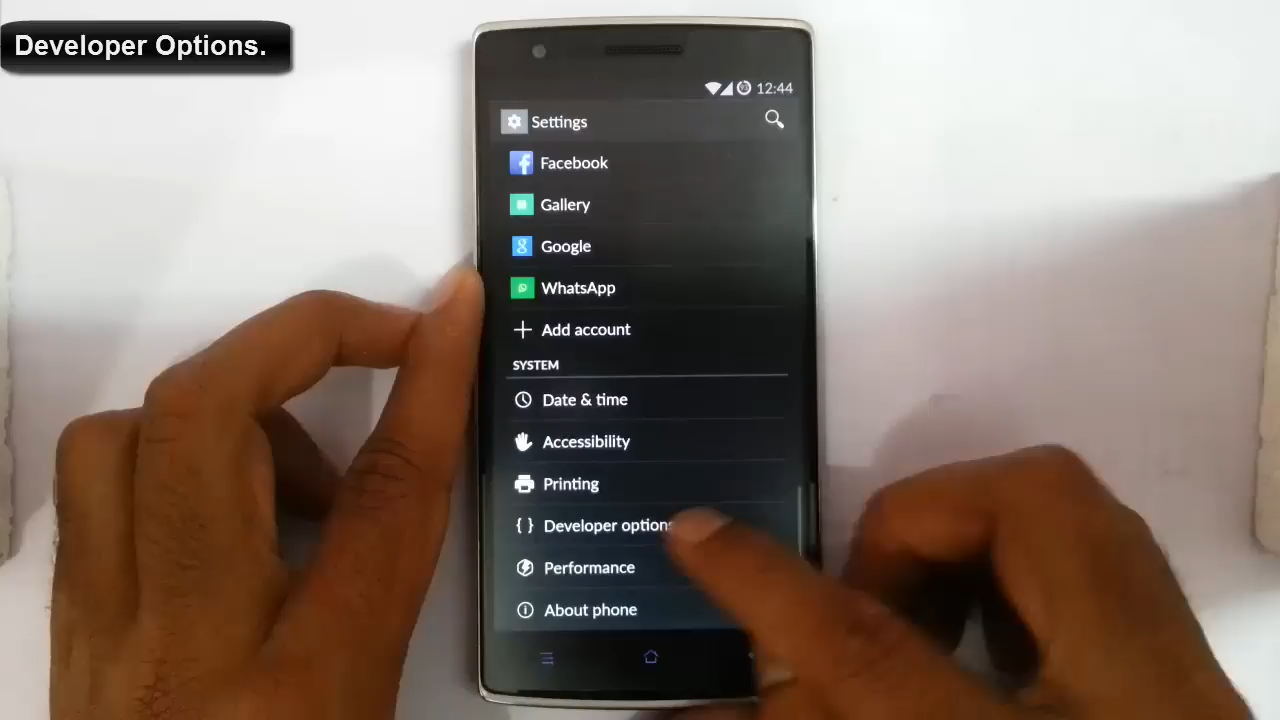 Developer Options.
12:44
Settings
Facebook
Gallery
Google
WhatsApp
Add account
SYSTEM
Date & time
Accessibility
Printing
Developer options
Performance
About phone